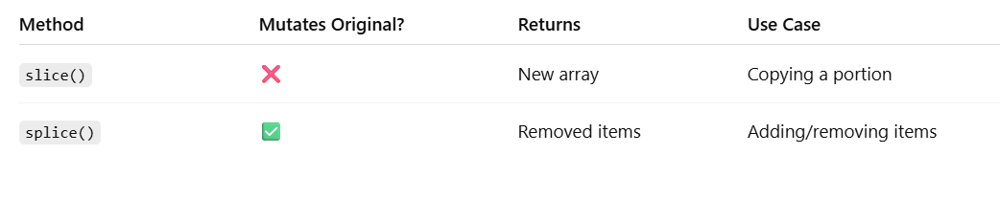 Method Mutates Original? Returns Use Case
slice() ❌ New array Copying a portion
splice() ✅ Removed items Adding/removing items